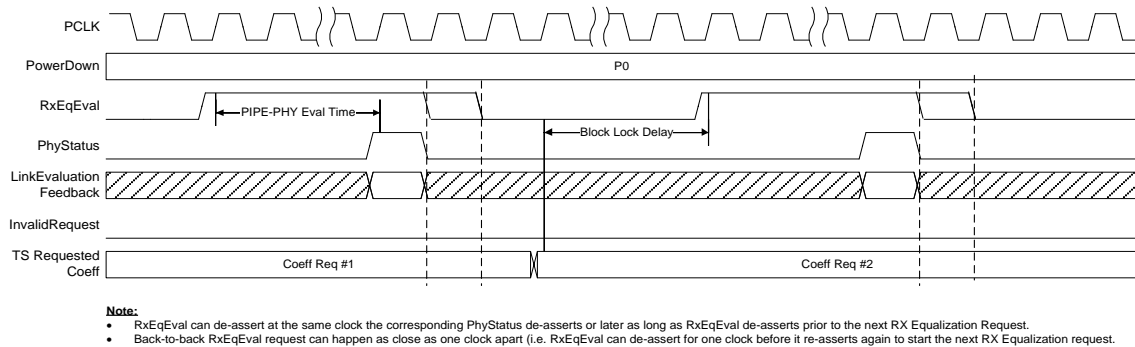 PCLK
PowerDown
P0
RxEqEval
PIPE-PHY Eval Time
Block Lock Delay
PhyStatus
LinkEvaluation
Feedback
InvalidRequest
TS Requested
Coeff
Coeff Req #1
Coeff Req #2
Note:
• RxEqEval can de-assert at the same clock the corresponding PhyStatus de-asserts or later as long as RxEqEval de-asserts prior to the next RX Equalization Request.
• Back-to-back RxEqEval request can happen as close as one clock apart (i.e. RxEqEval can de-assert for one clock before it re-asserts again to start the next RX Equalization request.